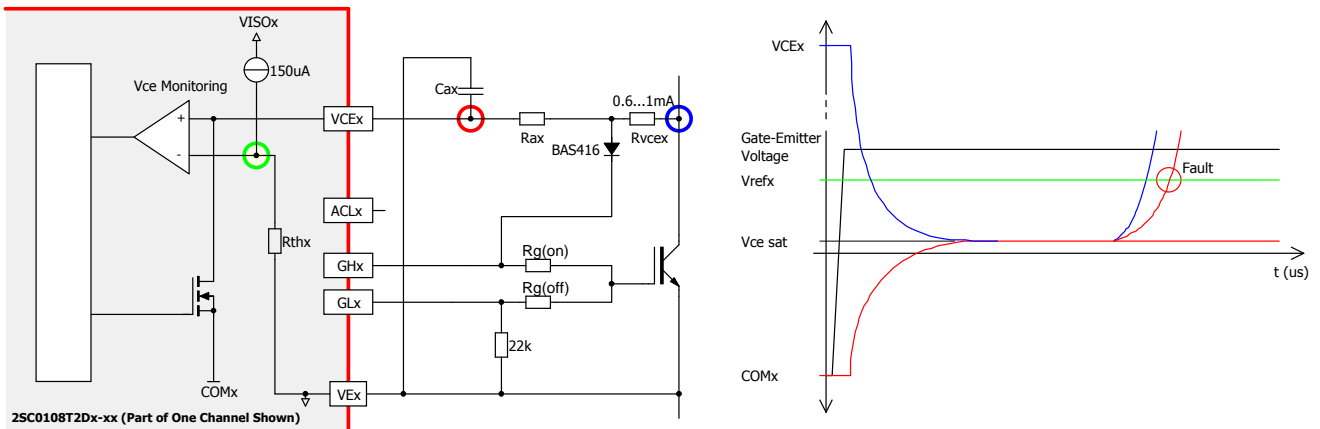 VISOx
150uA
Vce Monitoring
+
-
Rthx
COMx
2SC0108T2Dx-xx (Part of One Channel Shown)
VCEx
ACLx
GHx
GLx
VEx
Cax
Rax
0.6...1mA
Rvcex
BAS416
Rg(on)
Rg(off)
22k
VCEx
Gate-Emitter
Voltage
Vrefx
Fault
Vce sat
t (us)
COMx